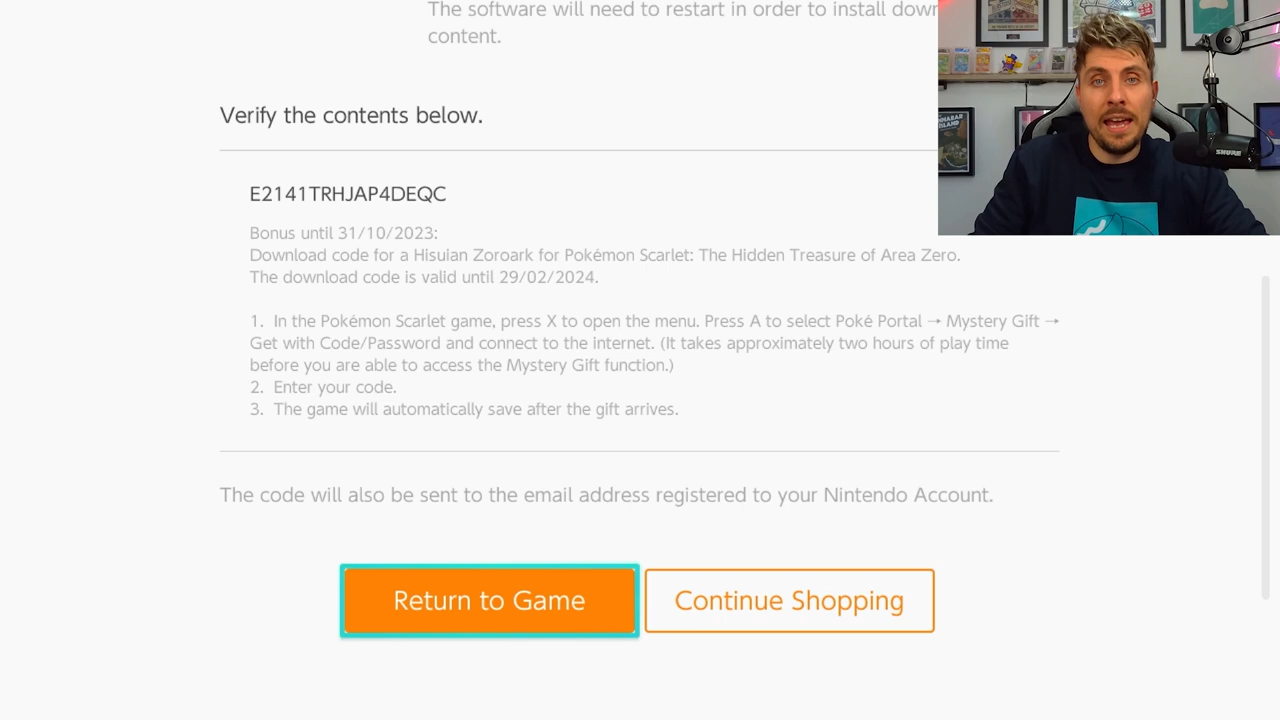 The software will need to restart in order to install
content.
Verify the contents below.
E2141TRHJAP4DEQC
Bonus until 31/10/2023:
Download code for a Hisuian Zoroark for Pokémon Scarlet: The Hidden Treasure of Area Zero.
The download code is valid until 29/02/2024.
1. In the Pokémon Scarlet game, press X to open the menu. Press A to select Poké Portal → Mystery Gift →
Get with Code/Password and connect to the internet. (It takes approximately two hours of play time
before you are able to access the Mystery Gift function.)
2. Enter your code.
3. The game will automatically save after the gift arrives.
The code will also be sent to the email address registered to your Nintendo Account.
Return to Game
Continue Shopping
SHURE